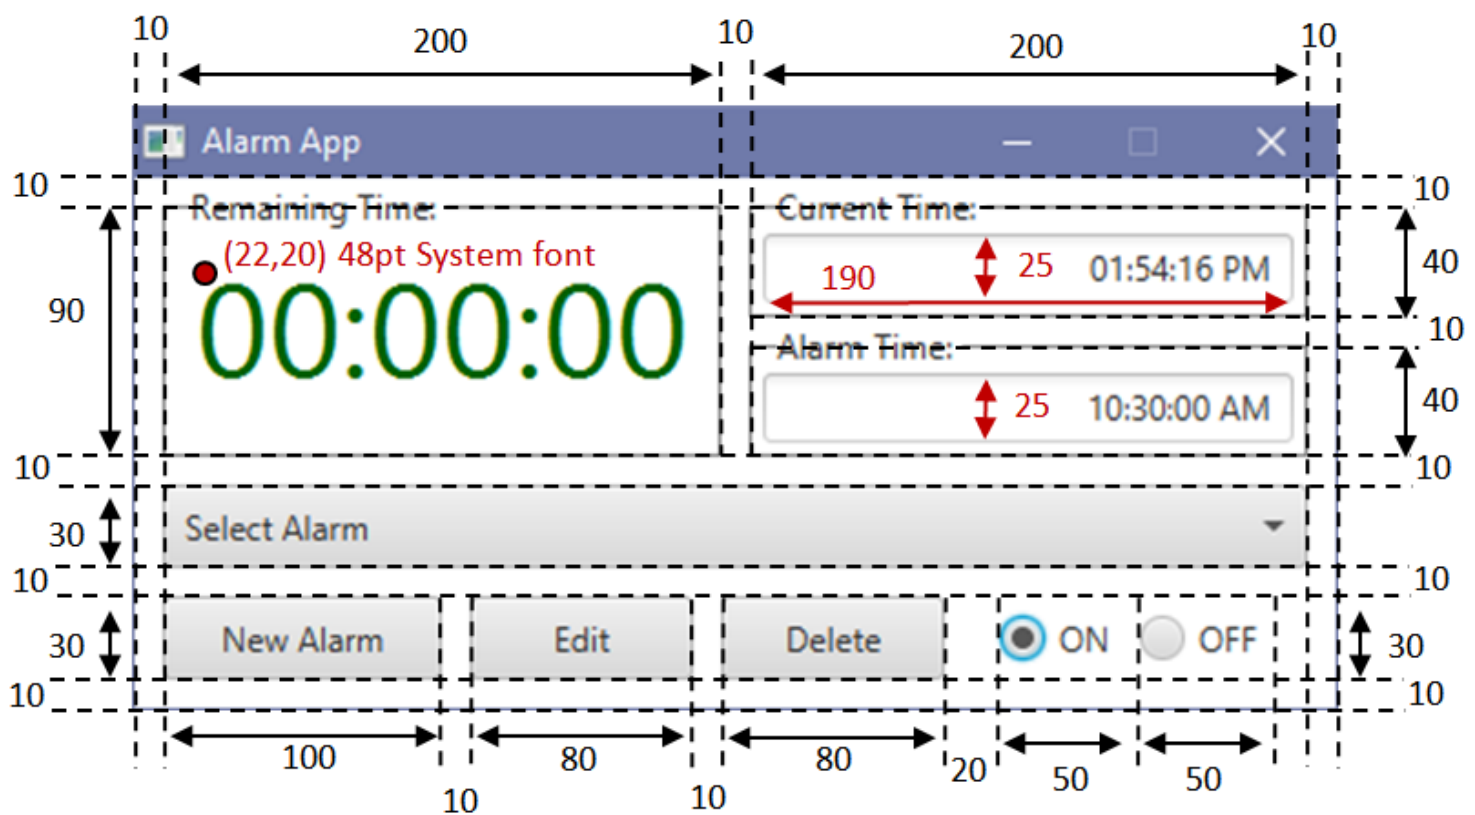 10 200 10 200 10
Alarm App
10 10
Remaining Time: Current Time:
(22,20) 48pt System font
190 25 01:54:16 PM 40
00:00:00
90
10
Alarm Time:
25 10:30:00 AM 40
10 10
Select Alarm
30
10 10
New Alarm Edit Delete ON OFF
30 30
10 10
100 80 80 20 50 50
10 10